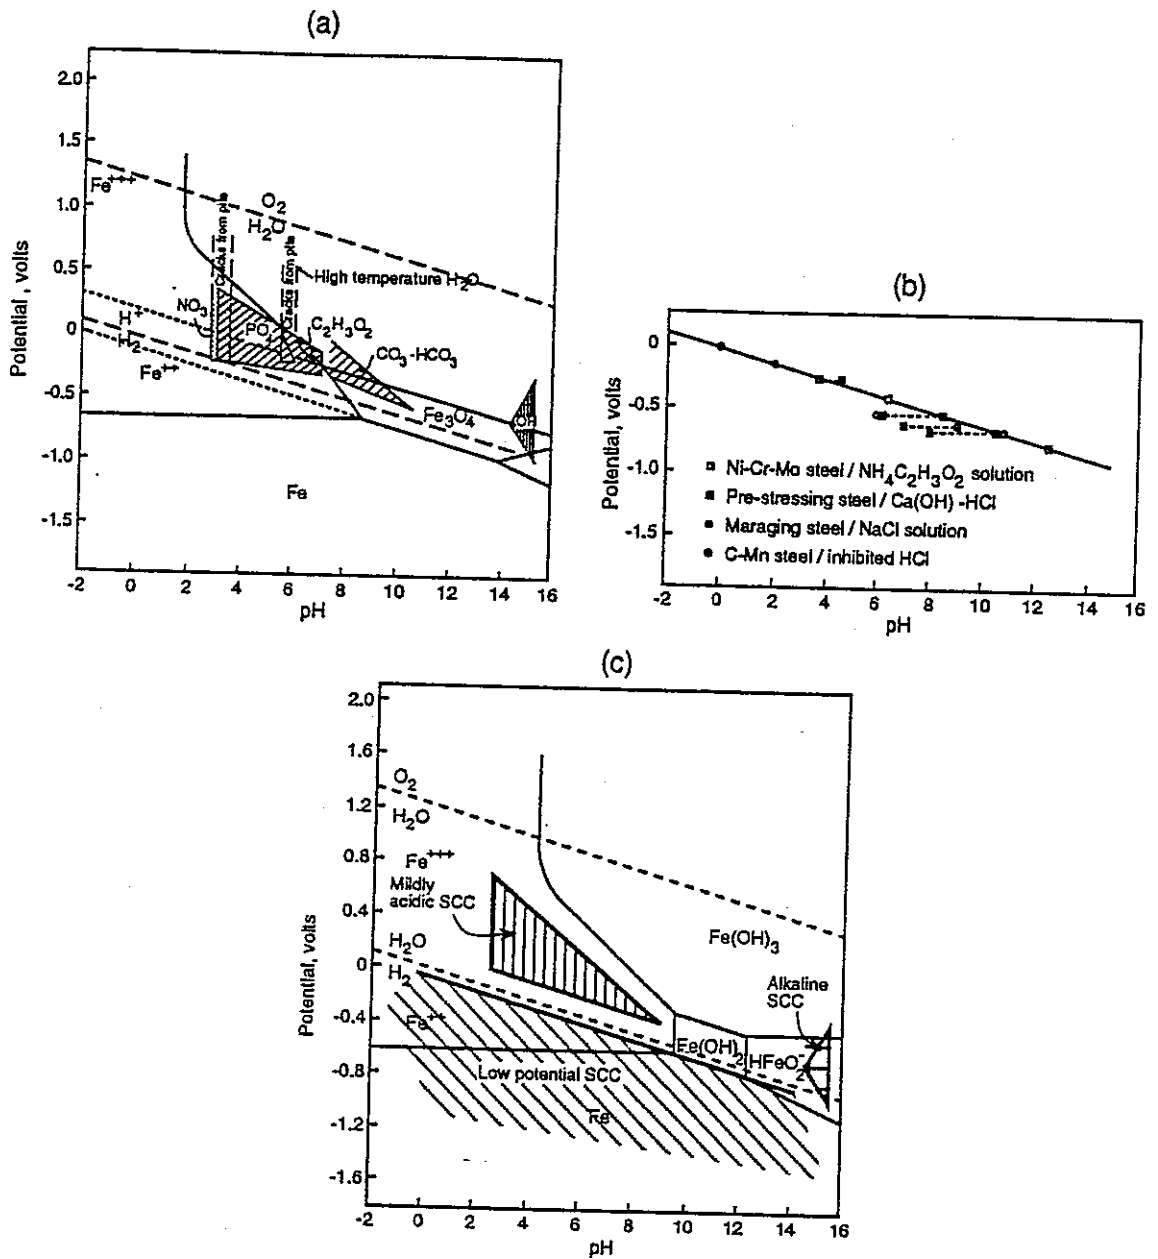 (a)
2.0
1.5
1.0
0.5
0
-0.5
-1.0
-1.5
Potential, volts
Fe+++
O2
H2O
Cracks from pits
Cracks from pits
High temperature H2O
NO3
PO4
C2H3O2
CO3-HCO3
H+
H2
Fe++
Fe3O4
OH
Fe
-2 0 2 4 6 8 10 12 14 16
pH
(b)
0
-0.5
-1.0
-1.5
Potential, volts
Ni-Cr-Mo steel / NH4C2H3O2 solution
Pre-stressing steel / Ca(OH) -HCl
Maraging steel / NaCl solution
C-Mn steel / inhibited HCl
-2 0 2 4 6 8 10 12 14 16
pH
(c)
2.0
1.6
1.2
0.8
0.4
0
-0.4
-0.8
-1.2
-1.6
Potential, volts
O2
H2O
Fe+++
Mildly
acidic SCC
H2O
H2
Fe++
Fe(OH)3
Alkaline
SCC
Fe(OH)2
HFeO2-
Low potential SCC
Fe
-2 0 2 4 6 8 10 12 14 16
pH